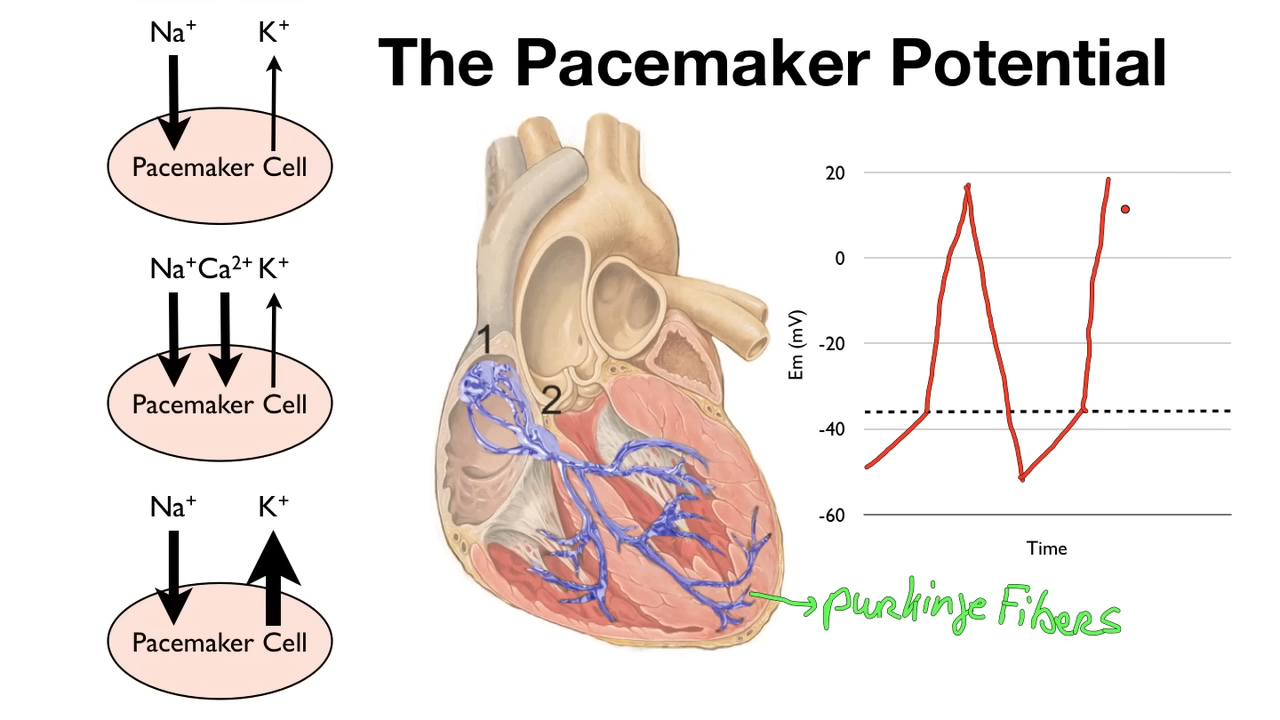 The Pacemaker Potential
Na⁺ K⁺
Pacemaker Cell
Na⁺ Ca²⁺ K⁺
Pacemaker Cell
Na⁺ K⁺
Pacemaker Cell
1
2
20
0
-20
-40
-60
Em (mV)
Time
Purkinje Fibers